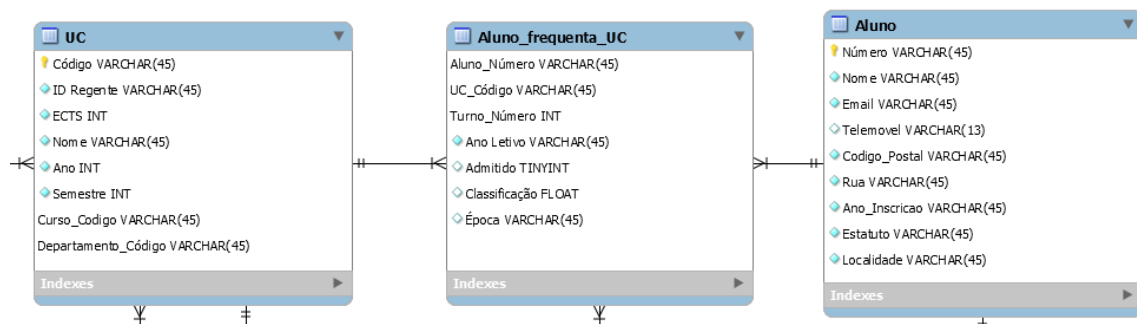 UC
Código VARCHAR(45)
ID Regente VARCHAR(45)
ECTS INT
Nome VARCHAR(45)
Ano INT
Semestre INT
Curso_Codigo VARCHAR(45)
Departamento_Código VARCHAR(45)
Indexes
Aluno_frequenta_UC
Aluno_Número VARCHAR(45)
UC_Código VARCHAR(45)
Turno_Número INT
Ano Letivo VARCHAR(45)
Admitido TINYINT
Classificação FLOAT
Época VARCHAR(45)
Indexes
Aluno
Número VARCHAR(45)
Nome VARCHAR(45)
Email VARCHAR(45)
Telemovel VARCHAR(13)
Codigo_Postal VARCHAR(45)
Rua VARCHAR(45)
Ano_Inscricao VARCHAR(45)
Estatuto VARCHAR(45)
Localidade VARCHAR(45)
Indexes